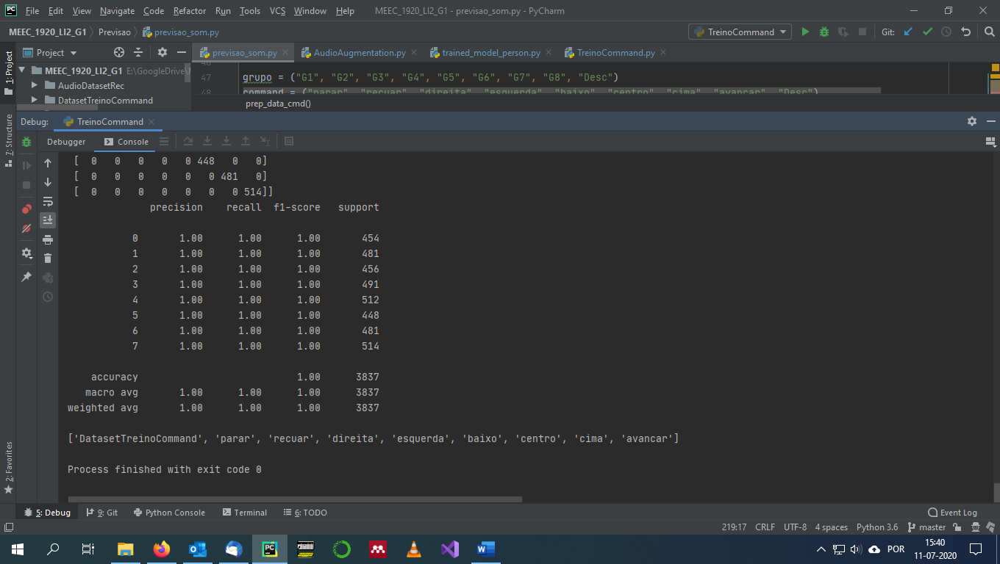 File Edit View Navigate Code Refactor Run Tools VCS Window Help MEEC_1920_LI2_G1 - previsao_som.py - PyCharm
MEEC_1920_LI2_G1 Previsao previsao_som.py TreinoCommand Git:
1: Project
Project previsao_som.py AudioAugmentation.py trained_model_person.py TreinoCommand.py
MEEC_1920_LI2_G1 E:\GoogleDrive\
AudioDatasetRec
DatasetTreinoCommand
47 grupo = ("G1", "G2", "G3", "G4", "G5", "G6", "G7", "G8", "Desc")
48 command = ("parar", "recuar", "direita", "esquerda", "baixo", "centro", "cima", "avancar", "Desc")
prep_data_cmd()
Debug: TreinoCommand
7: Structure
Debugger Console
[ 0 0 0 0 0 448 0 0]
[ 0 0 0 0 0 0 481 0]
[ 0 0 0 0 0 0 0 514]]
precision recall f1-score support
0 1.00 1.00 1.00 454
1 1.00 1.00 1.00 481
2 1.00 1.00 1.00 456
3 1.00 1.00 1.00 491
4 1.00 1.00 1.00 512
5 1.00 1.00 1.00 448
6 1.00 1.00 1.00 481
7 1.00 1.00 1.00 514
accuracy 1.00 3837
macro avg 1.00 1.00 1.00 3837
weighted avg 1.00 1.00 1.00 3837
['DatasetTreinoCommand', 'parar', 'recuar', 'direita', 'esquerda', 'baixo', 'centro', 'cima', 'avancar']
Process finished with exit code 0
2: Favorites
5: Debug 9: Git Python Console Terminal 6: TODO Event Log
219:17 CRLF UTF-8 4 spaces Python 3.6 master
POR
15:40
11-07-2020